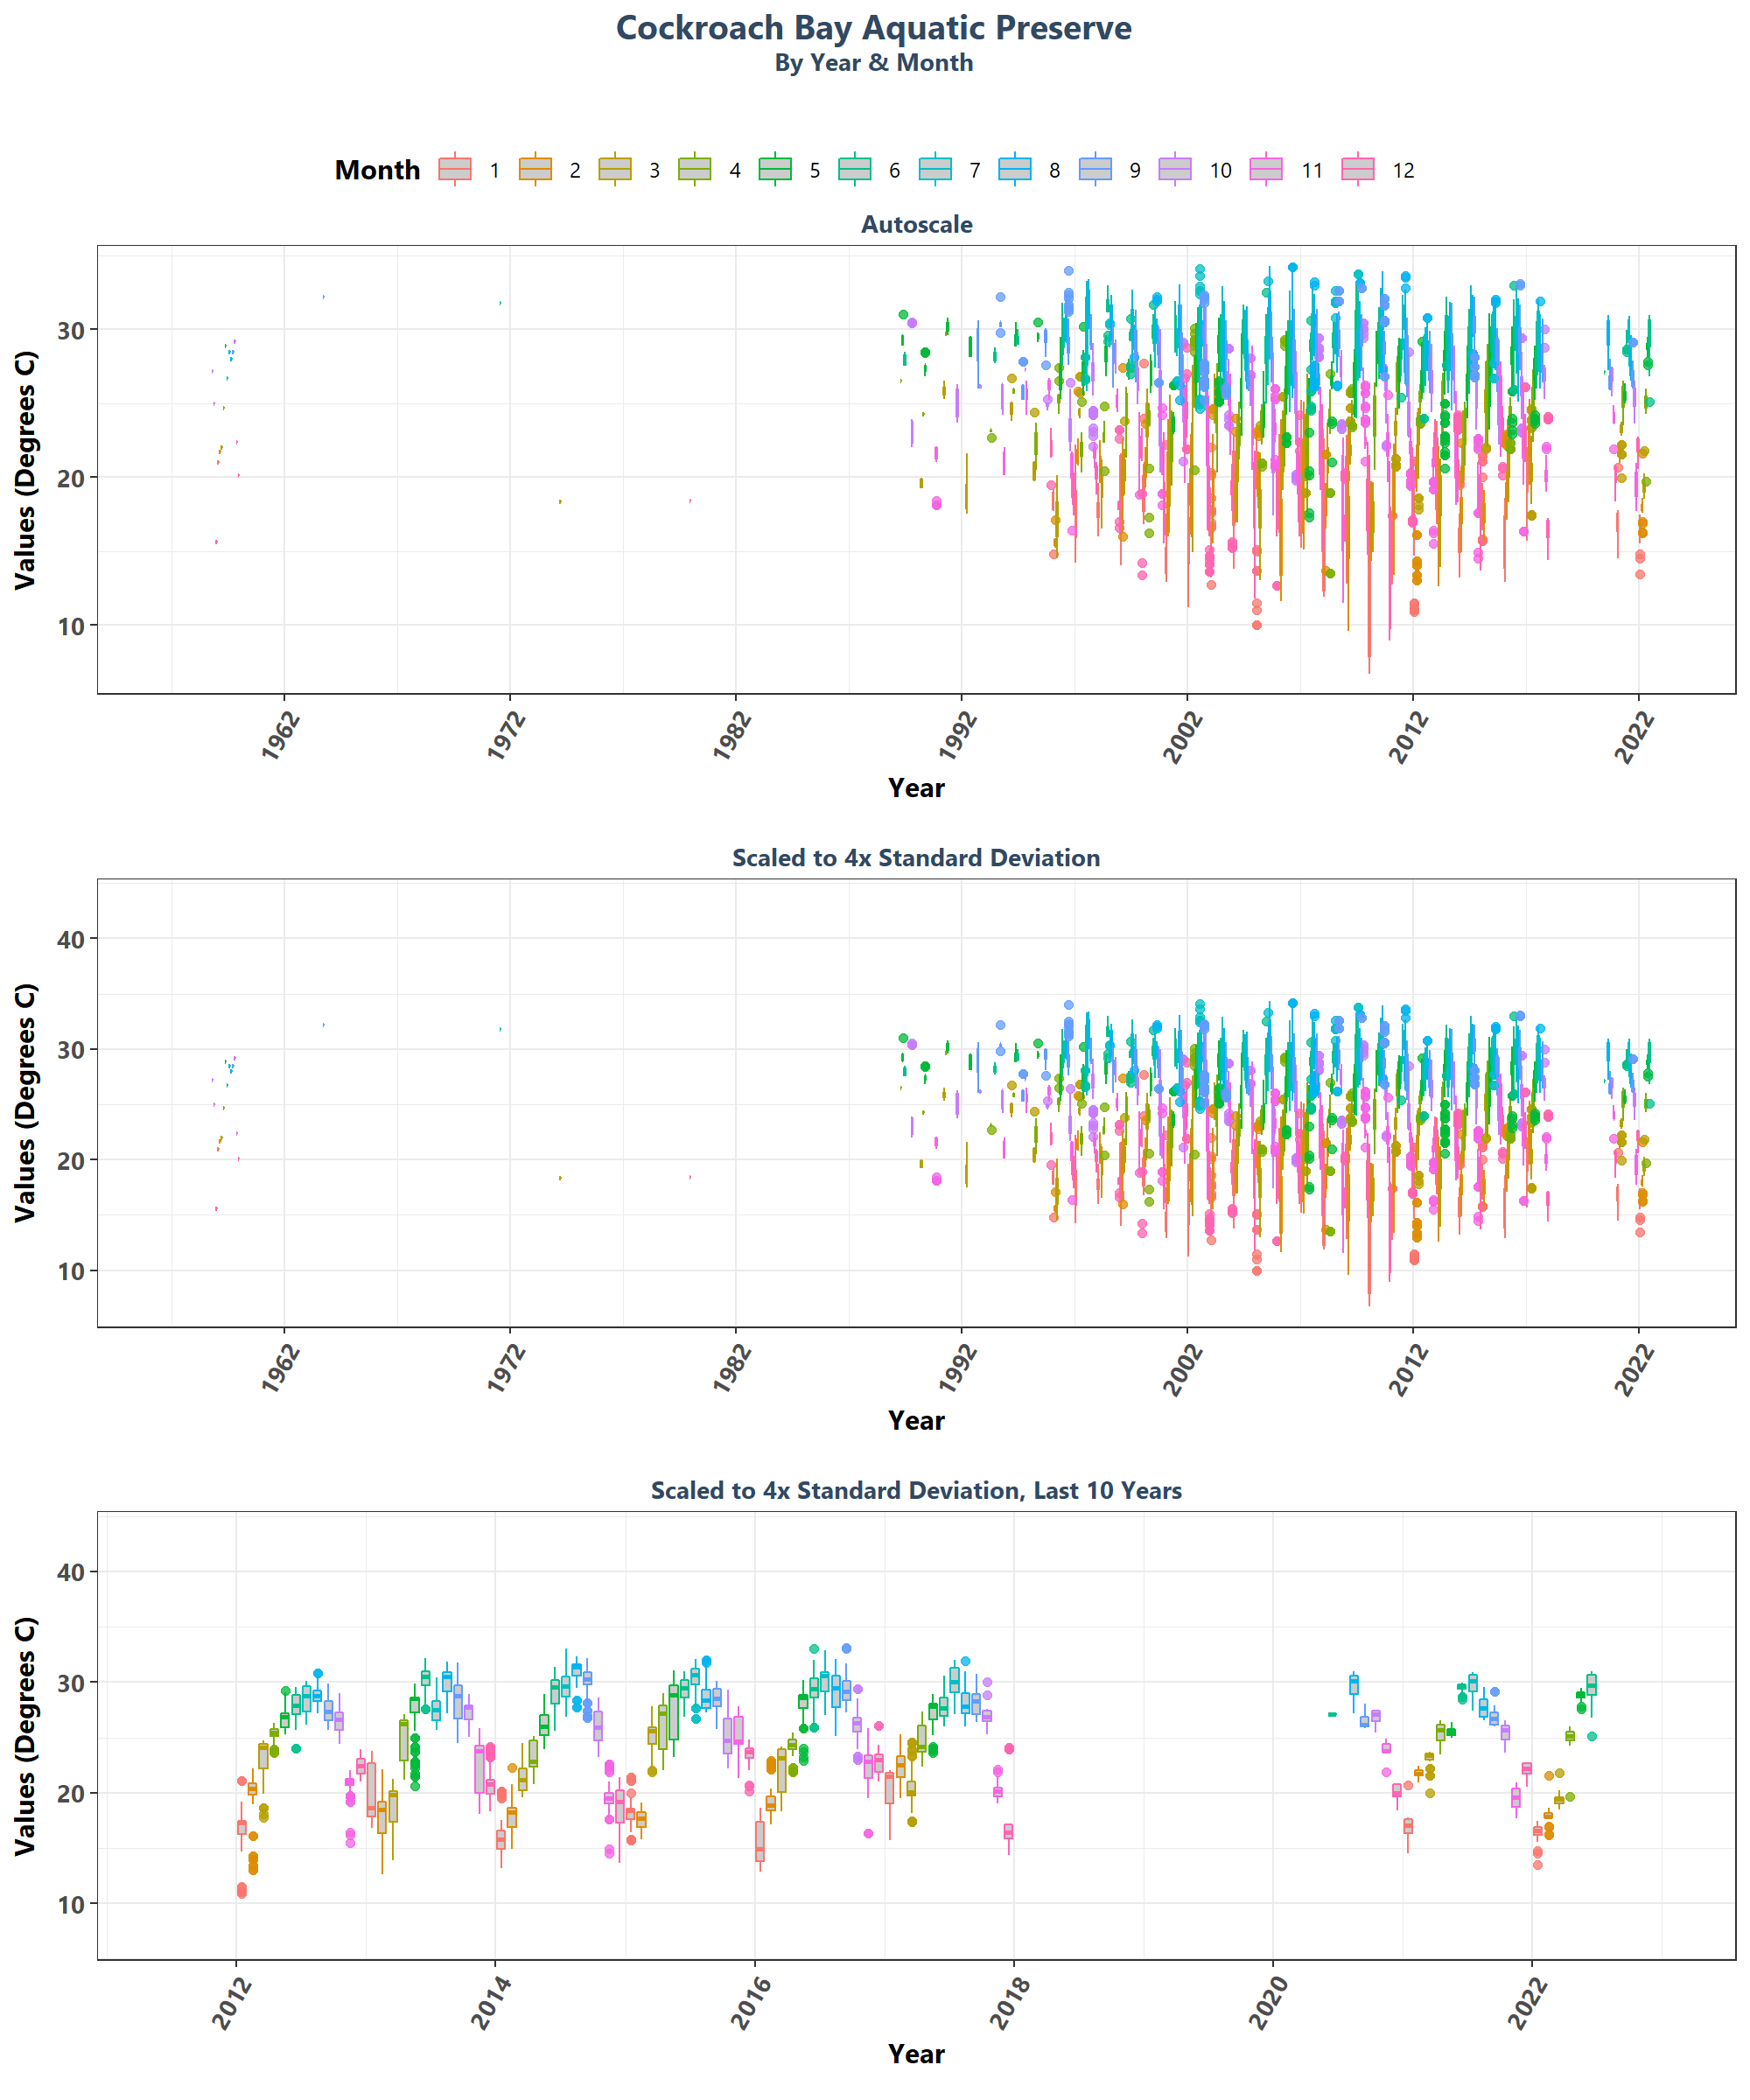 Cockroach Bay Aquatic Preserve
By Year & Month
Month 1 2 3 4 5 6 7 8 9 10 11 12
Autoscale
Values (Degrees C)
30
20
10
1962 1972 1982 1992 2002 2012 2022
Year
Scaled to 4x Standard Deviation
Values (Degrees C)
40
30
20
10
1962 1972 1982 1992 2002 2012 2022
Year
Scaled to 4x Standard Deviation, Last 10 Years
Values (Degrees C)
40
30
20
10
2012 2014 2016 2018 2020 2022
Year